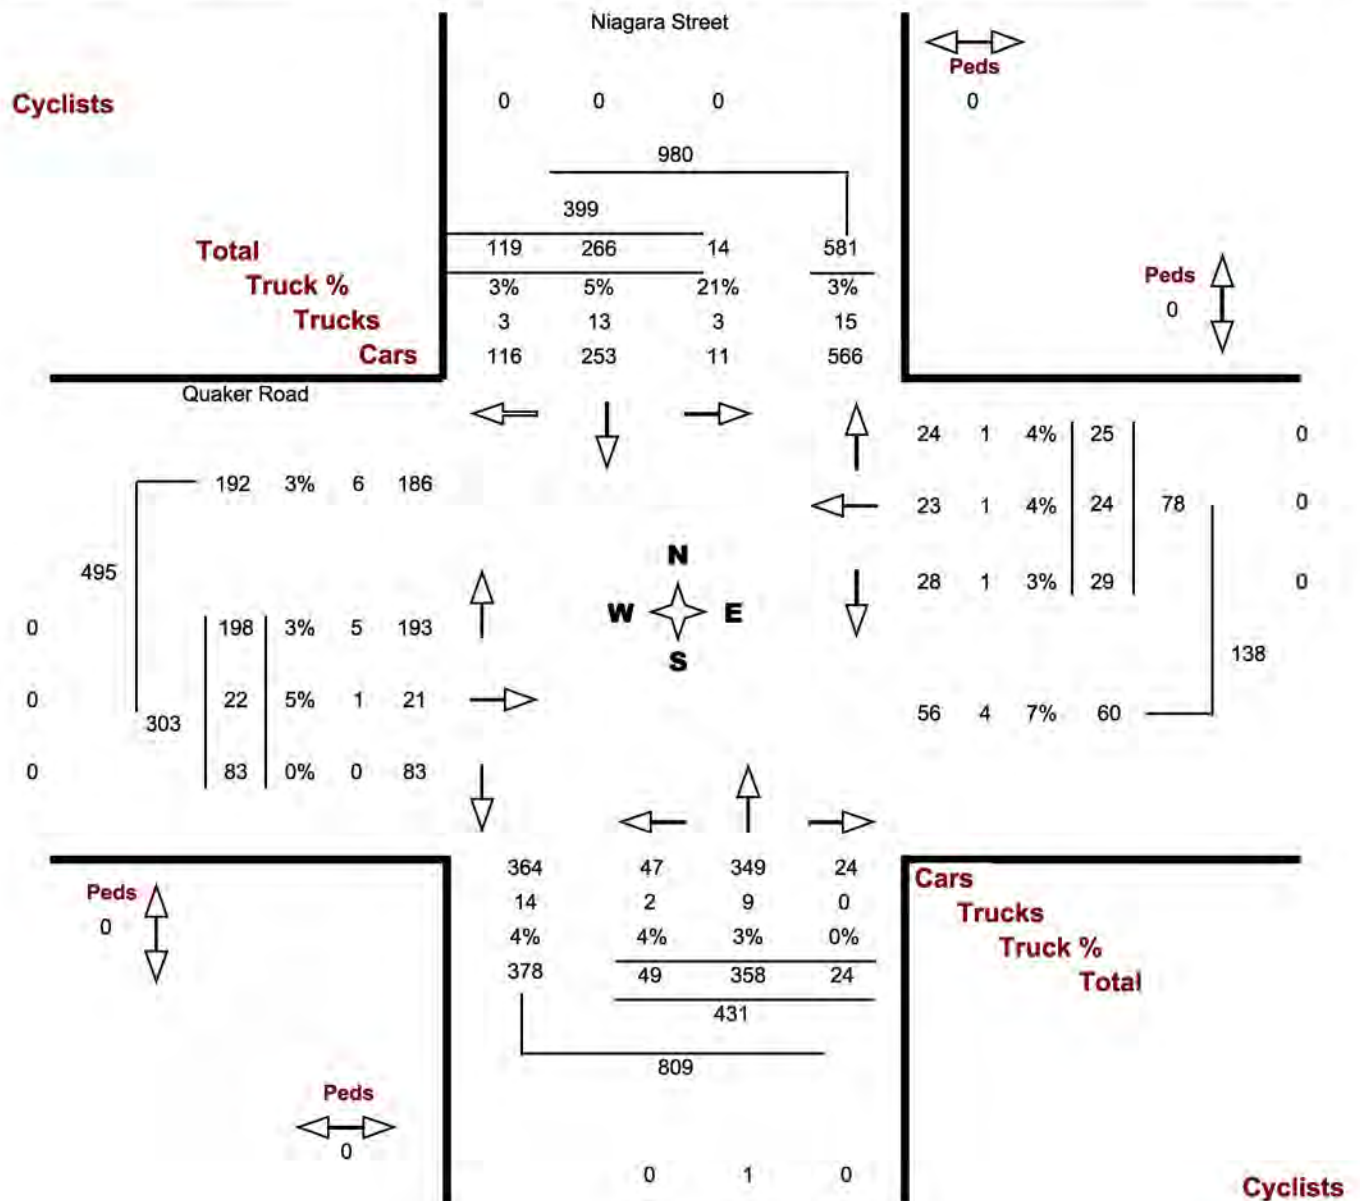 Niagara Street
Peds
Cyclists 0 0 0 0
980
399
Total 119 266 14 581
Peds
Truck % 3% 5% 21% 3%
0
Trucks 3 13 3 15
Cars 116 253 11 566
Quaker Road
24 1 4% 25 0
192 3% 6 186
23 1 4% 24 78 0
N
495
28 1 3% 29 0
W E
0 198 3% 5 193
S
138
0 22 5% 1 21
303
56 4 7% 60
0 83 0% 0 83
364 47 349 24
Cars
Peds
14 2 9 0
Trucks
0
4% 4% 3% 0%
Truck %
378 49 358 24
Total
431
809
Peds
0
0 1 0
Cyclists